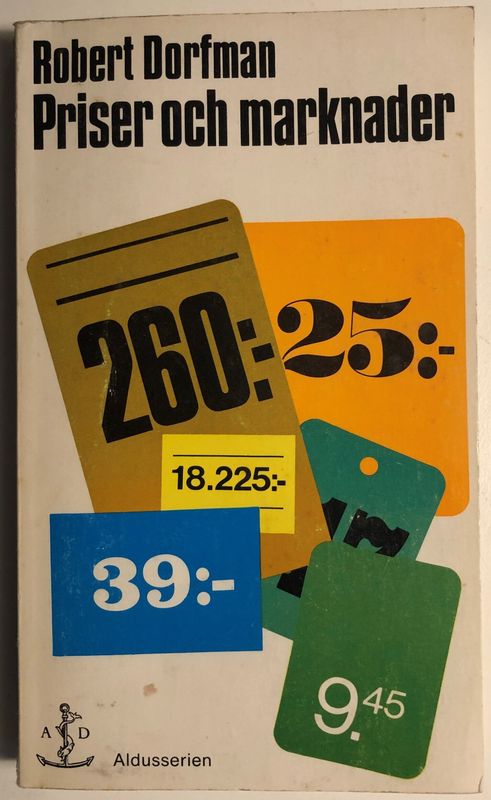 Robert Dorfman
Priser och marknader
260:-
25:-
18.225:-
39:-
9.45
A D
Aldusserien